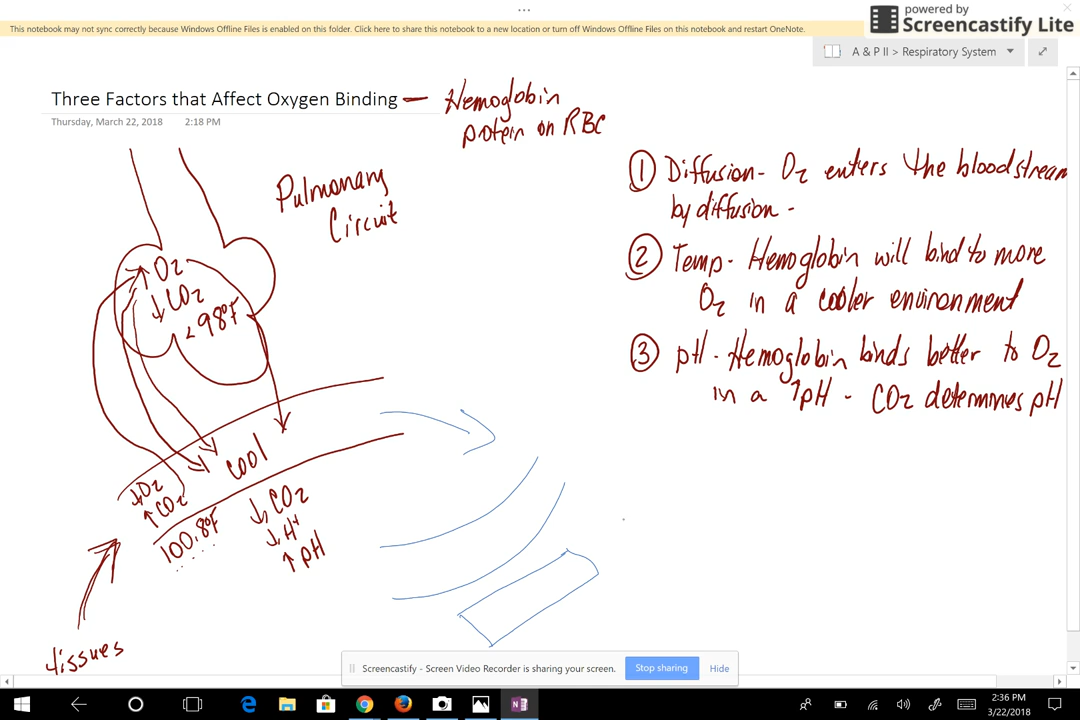 powered by
Screencastify Lite
This notebook may not sync correctly because Windows Offline Files is enabled on this folder. Click here to share this notebook to a new location or turn off Windows Offline Files on this notebook and restart OneNote.
A & P II > Respiratory System
Three Factors that Affect Oxygen Binding - Hemoglobin
protein on RBC
Thursday, March 22, 2018 2:18 PM
Pulmonary
Circuit
↑ O2
↓ CO2
<98°F
cool
↓O2
↑CO2
100.8°F
↓ CO2
↓ H+
↑ pH
tissues
① Diffusion - O2 enters the bloodstream
by diffusion -
② Temp - Hemoglobin will bind to more
O2 in a cooler environment
③ pH - Hemoglobin binds better to O2
in a ↑pH - CO2 determines pH
Screencastify - Screen Video Recorder is sharing your screen. Stop sharing Hide
2:36 PM
3/22/2018